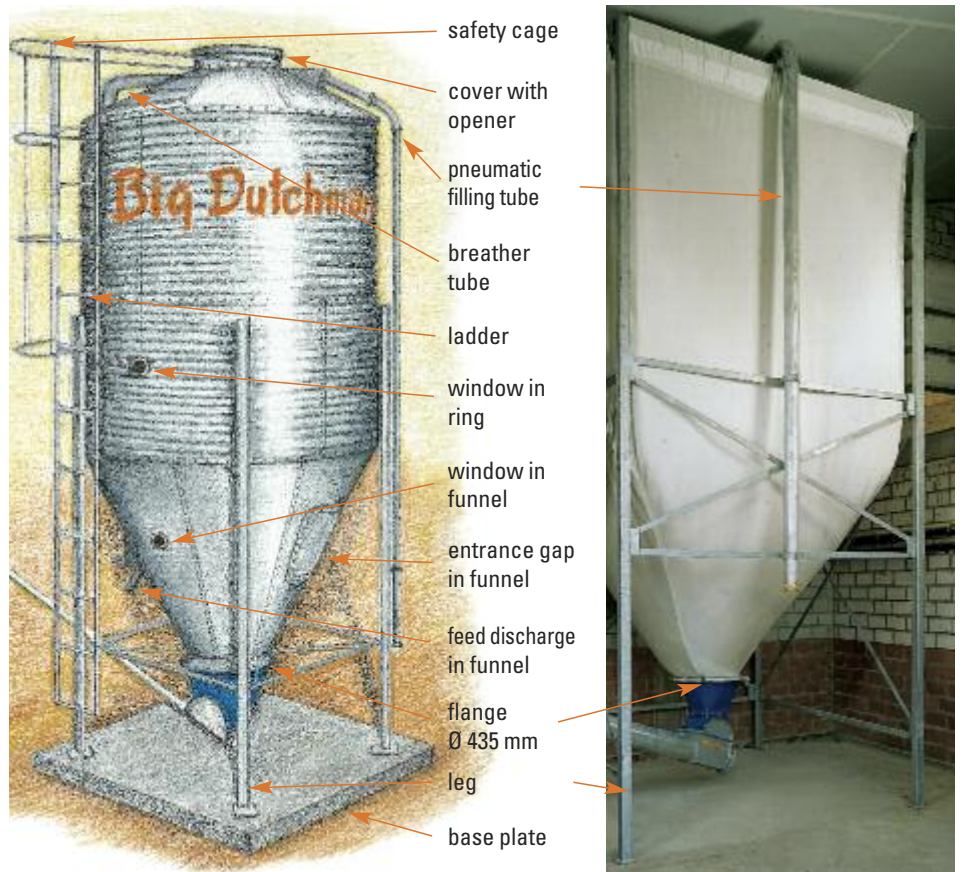 safety cage
cover with
opener
Big Dutchman
pneumatic
filling tube
breather
tube
ladder
window in
ring
window in
funnel
entrance gap
in funnel
feed discharge
in funnel
flange
Ø 435 mm
leg
base plate